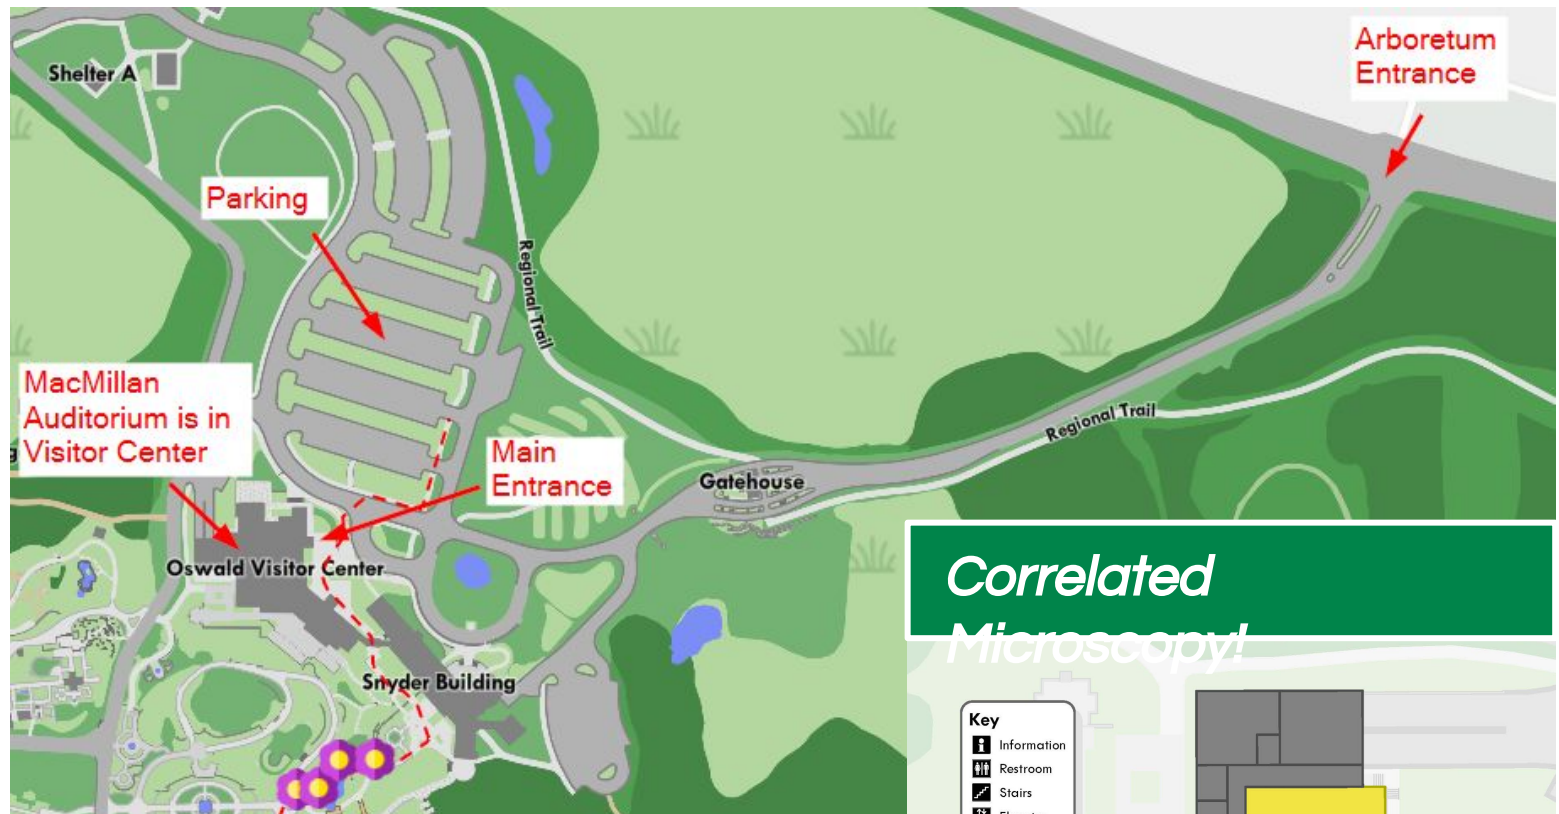 Shelter A
Arboretum
Entrance
Parking
Regional Trail
MacMillan
Auditorium is in
Visitor Center
Main
Entrance
Regional Trail
Gatehouse
Oswald Visitor Center
Snyder Building
Correlated
Microscopy!
Key
Information
Restroom
Stairs